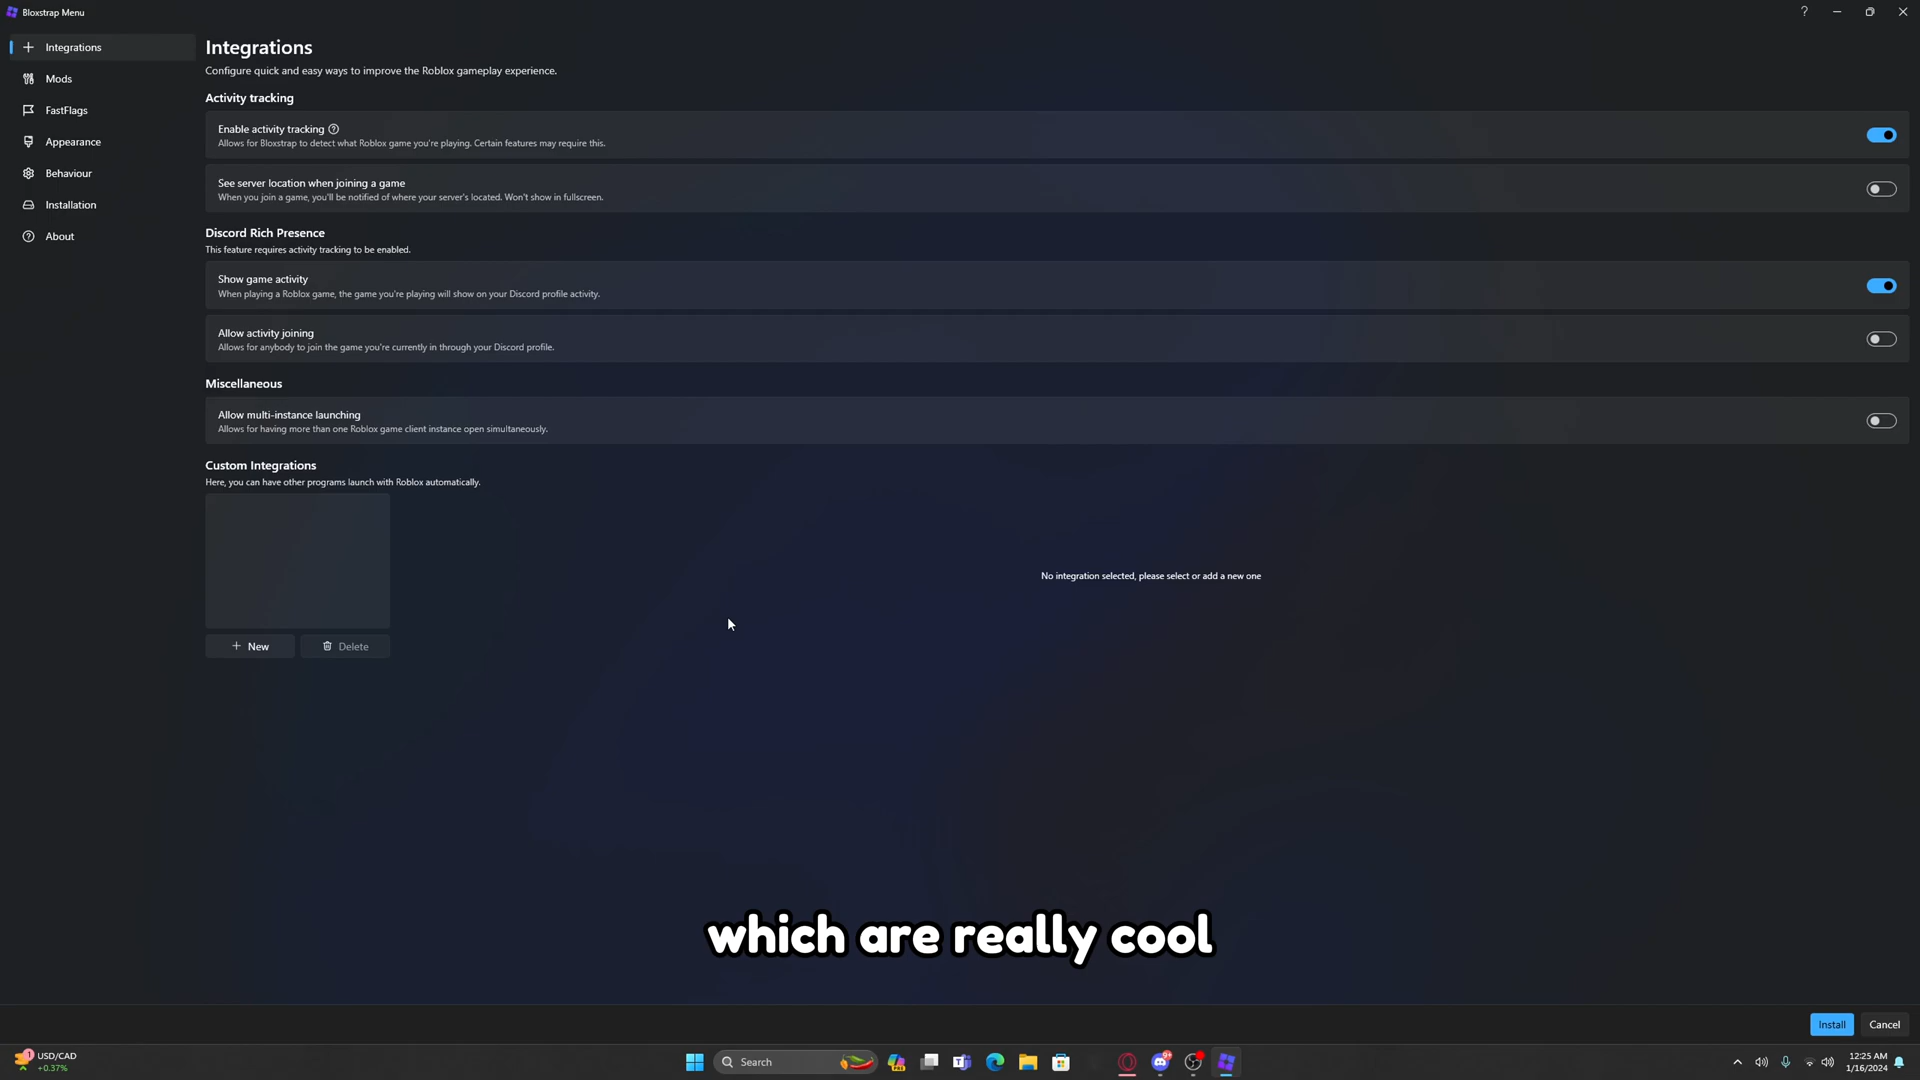 Bloxstrap Menu
Integrations
Mods
FastFlags
Appearance
Behaviour
Installation
About
Integrations
Configure quick and easy ways to improve the Roblox gameplay experience.
Activity tracking
Enable activity tracking
Allows for Bloxstrap to detect what Roblox game you're playing. Certain features may require this.
See server location when joining a game
When you join a game, you'll be notified of where your server's located. Won't show in fullscreen.
Discord Rich Presence
This feature requires activity tracking to be enabled.
Show game activity
When playing a Roblox game, the game you're playing will show on your Discord profile activity.
Allow activity joining
Allows for anybody to join the game you're currently in through your Discord profile.
Miscellaneous
Allow multi-instance launching
Allows for having more than one Roblox game client instance open simultaneously.
Custom Integrations
Here, you can have other programs launch with Roblox automatically.
No integration selected, please select or add a new one
New
Delete
which are really cool
Install
Cancel
1
USD/CAD
+0.37%
Search
PRE
9+
12:25 AM
1/16/2024